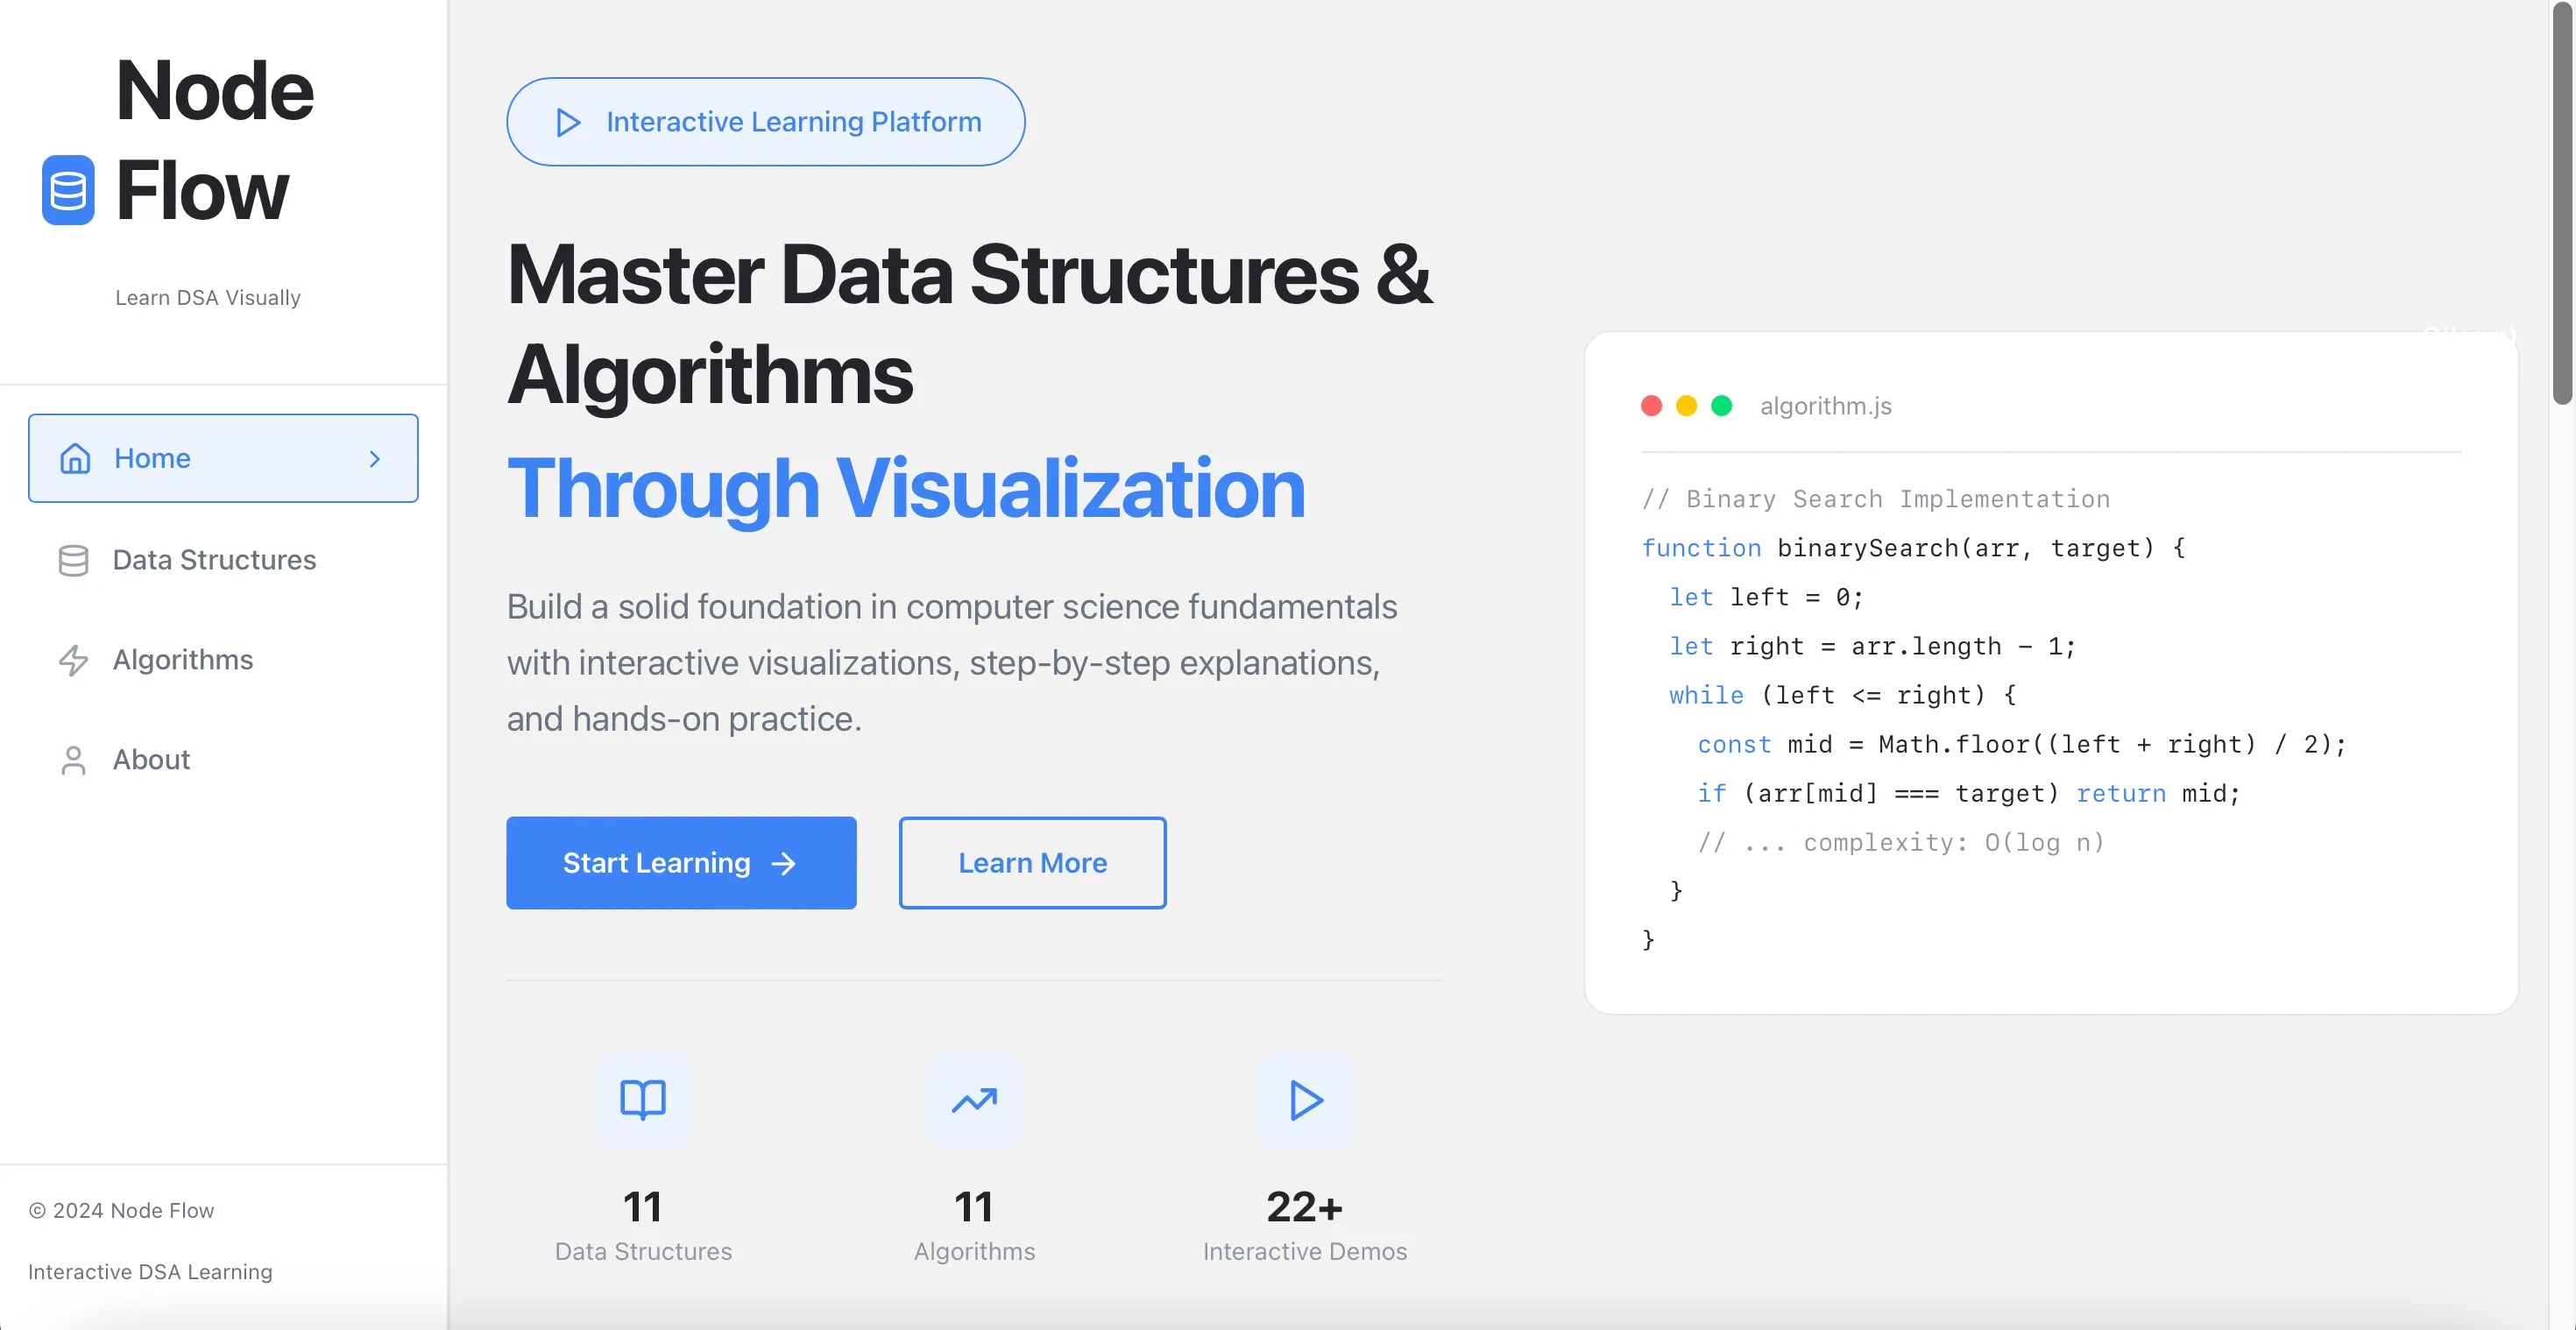 Node
Flow
Learn DSA Visually
Home
Data Structures
Algorithms
About
© 2024 Node Flow
Interactive DSA Learning
Interactive Learning Platform
Master Data Structures &
Algorithms
Through Visualization
Build a solid foundation in computer science fundamentals
with interactive visualizations, step-by-step explanations,
and hands-on practice.
Start Learning
Learn More
11
Data Structures
11
Algorithms
22+
Interactive Demos
algorithm.js
// Binary Search Implementation
function binarySearch(arr, target) {
let left = 0;
let right = arr.length - 1;
while (left <= right) {
const mid = Math.floor((left + right) / 2);
if (arr[mid] === target) return mid;
// ... complexity: O(log n)
}
}